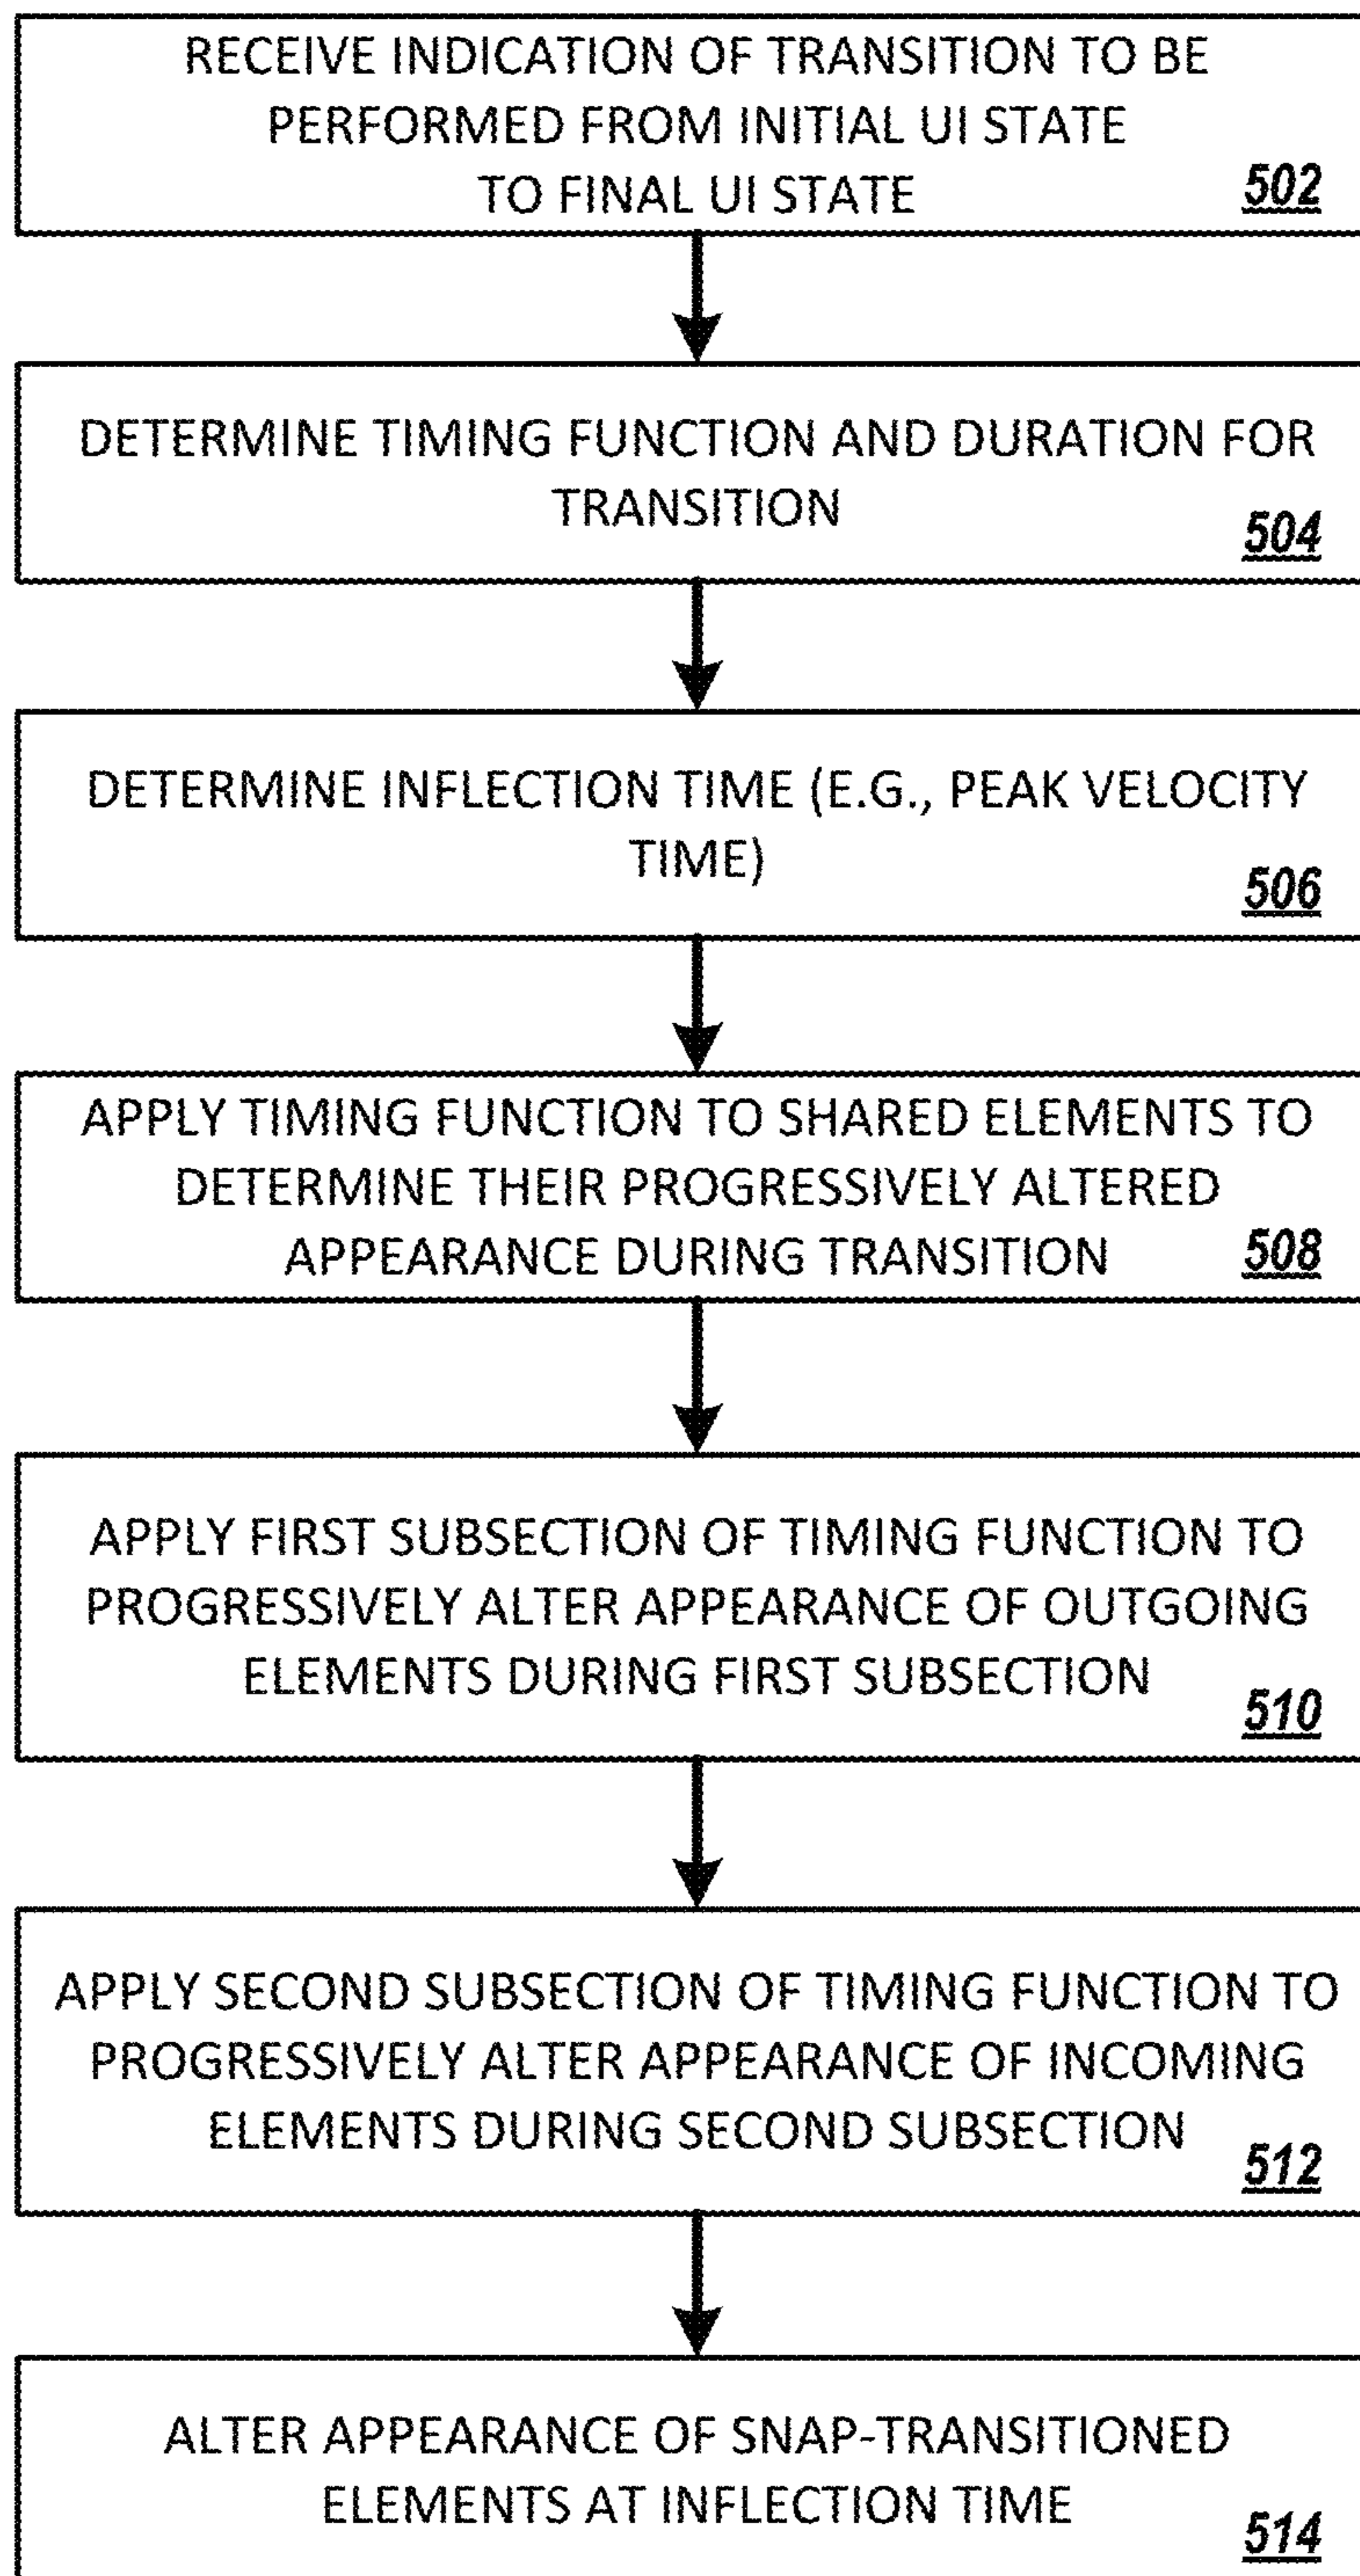 RECEIVE INDICATION OF TRANSITION TO BE
PERFORMED FROM INITIAL UI STATE
TO FINAL UI STATE
502
DETERMINE TIMING FUNCTION AND DURATION FOR
TRANSITION
504
DETERMINE INFLECTION TIME (E.G., PEAK VELOCITY
TIME)
506
APPLY TIMING FUNCTION TO SHARED ELEMENTS TO
DETERMINE THEIR PROGRESSIVELY ALTERED
APPEARANCE DURING TRANSITION
508
APPLY FIRST SUBSECTION OF TIMING FUNCTION TO
PROGRESSIVELY ALTER APPEARANCE OF OUTGOING
ELEMENTS DURING FIRST SUBSECTION
510
APPLY SECOND SUBSECTION OF TIMING FUNCTION TO
PROGRESSIVELY ALTER APPEARANCE OF INCOMING
ELEMENTS DURING SECOND SUBSECTION
512
ALTER APPEARANCE OF SNAP-TRANSITIONED
ELEMENTS AT INFLECTION TIME
514